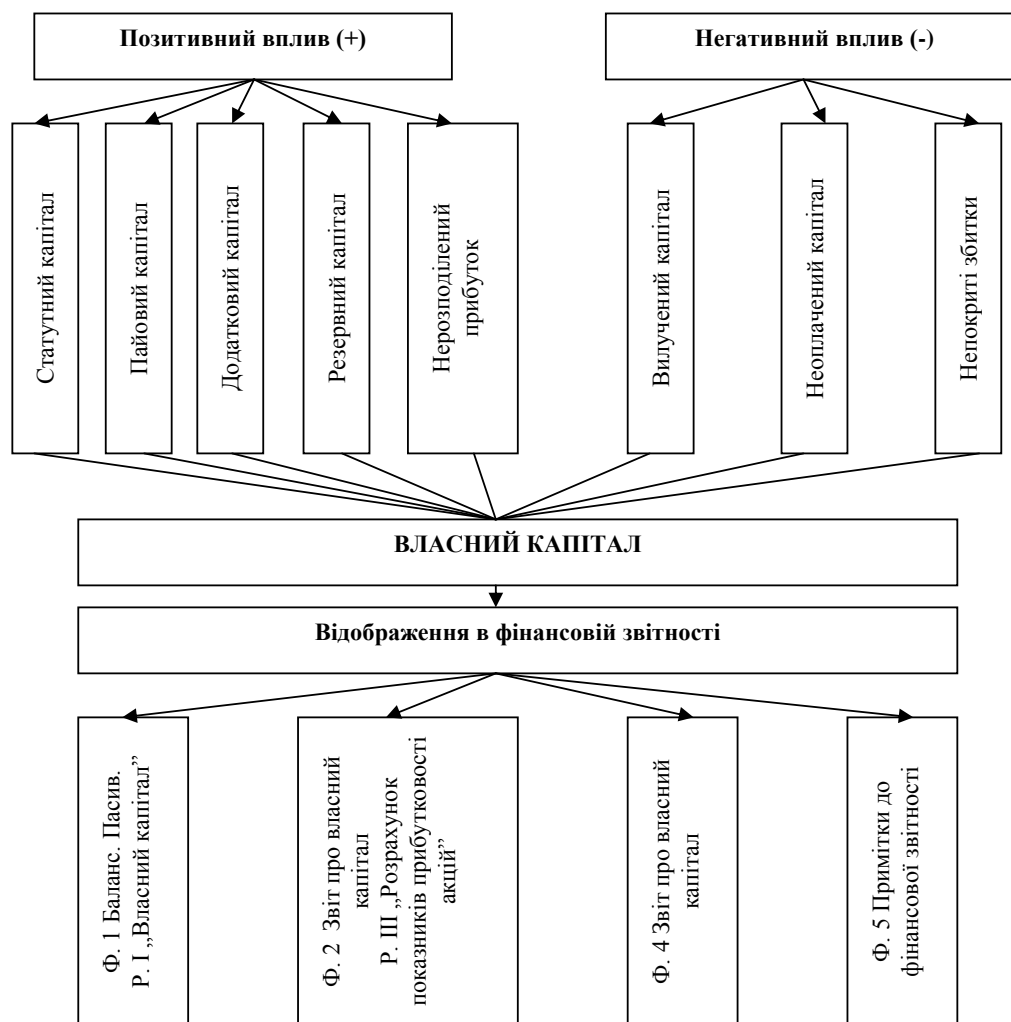 Позитивний вплив (+)
Негативний вплив (-)
Статутний капітал
Пайовий капітал
Додатковий капітал
Резервний капітал
Нерозподілений
прибуток
Вилучений капітал
Неоплачений капітал
Непокриті збитки
ВЛАСНИЙ КАПІТАЛ
Відображення в фінансовій звітності
Ф. 1 Баланс. Пасив.
Р. І „Власний капітал”
Ф. 2 Звіт про власний
капітал
Р. ІІІ „Розрахунок
показників прибутковості
акцій”
Ф. 4 Звіт про власний
капітал
Ф. 5 Примітки до
фінансової звітності